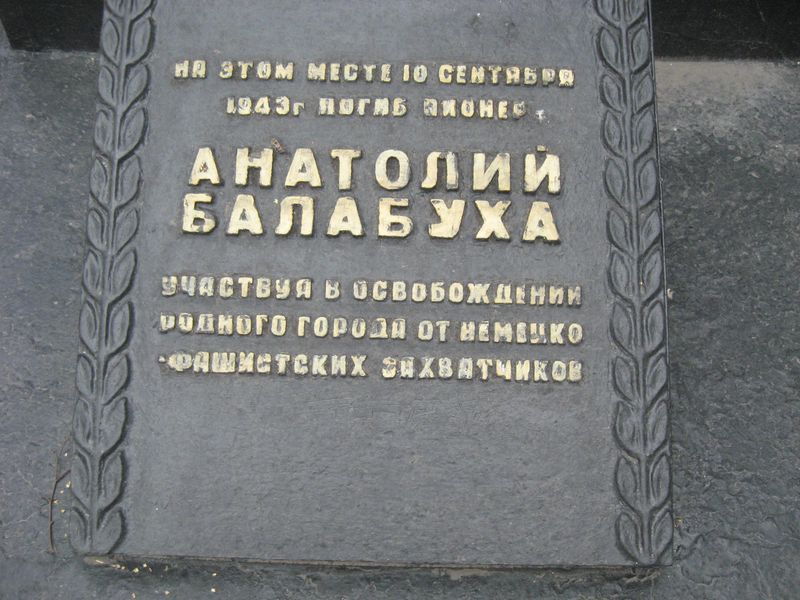 НА ЭТОМ МЕСТЕ 10 СЕНТЯБРЯ
1943г ПОГИБ ПИОНЕР
АНАТОЛИЙ
БАЛАБУХА
УЧАСТВУЯ В ОСВОБОЖДЕНИИ
РОДНОГО ГОРОДА ОТ НЕМЕЦКО
-ФАШИСТСКИХ ЗАХВАТЧИКОВ